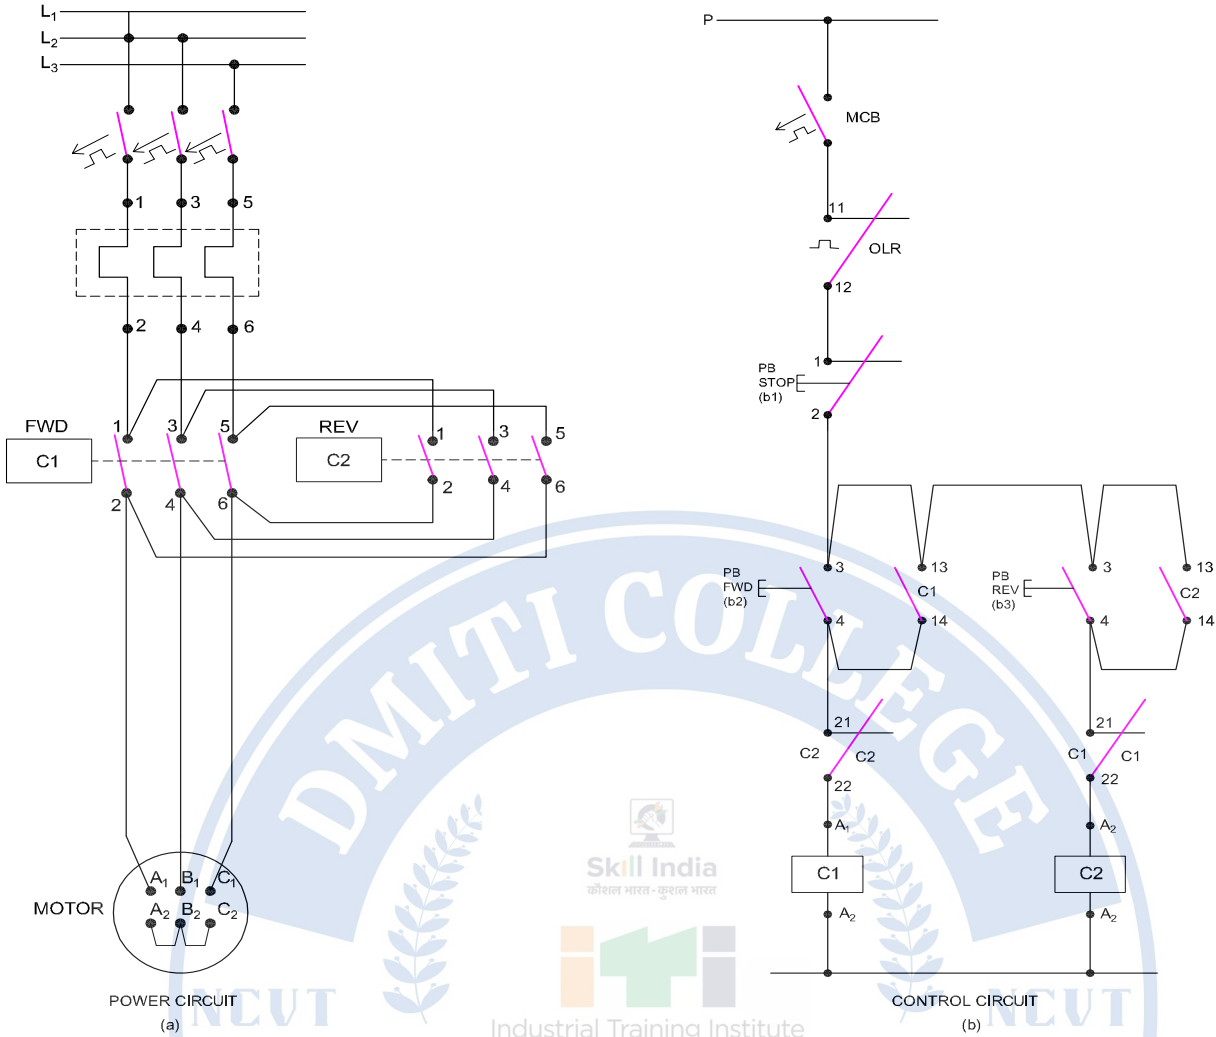 L1
L2
L3
1 3 5
2 4 6
FWD
C1
1 3 5
2 4 6
REV
C2
1 3 5
2 4 6
MOTOR
A1 B1 C1
A2 B2 C2
POWER CIRCUIT
(a)
P
MCB
11
OLR
12
1
PB
STOP
(b1)
2
3 13 3 13
PB
FWD
(b2)
C1
PB
REV
(b3)
C2
4 14 4 14
21 21
C2 C2 C1 C1
22 22
A1 A2
C1 C2
A2 A2
CONTROL CIRCUIT
(b)
DMITI COLLEGE
Skill India
कौशल भारत - कुशल भारत
iTi
Industrial Training Institute
NCVT NCVT